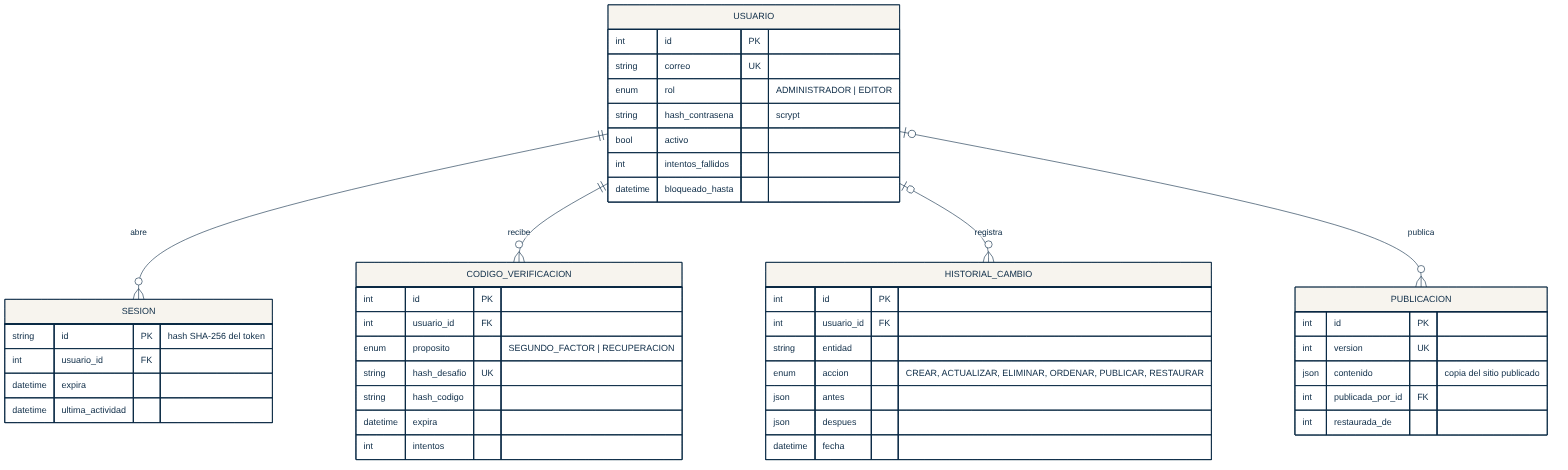 USUARIO
int id PK
string correo UK
enum rol ADMINISTRADOR | EDITOR
string hash_contrasena scrypt
bool activo
int intentos_fallidos
datetime bloqueado_hasta
abre
recibe
registra
publica
SESION
string id PK hash SHA-256 del token
int usuario_id FK
datetime expira
datetime ultima_actividad
CODIGO_VERIFICACION
int id PK
int usuario_id FK
enum proposito SEGUNDO_FACTOR | RECUPERACION
string hash_desafio UK
string hash_codigo
datetime expira
int intentos
HISTORIAL_CAMBIO
int id PK
int usuario_id FK
string entidad
enum accion CREAR, ACTUALIZAR, ELIMINAR, ORDENAR, PUBLICAR, RESTAURAR
json antes
json despues
datetime fecha
PUBLICACION
int id PK
int version UK
json contenido copia del sitio publicado
int publicada_por_id FK
int restaurada_de